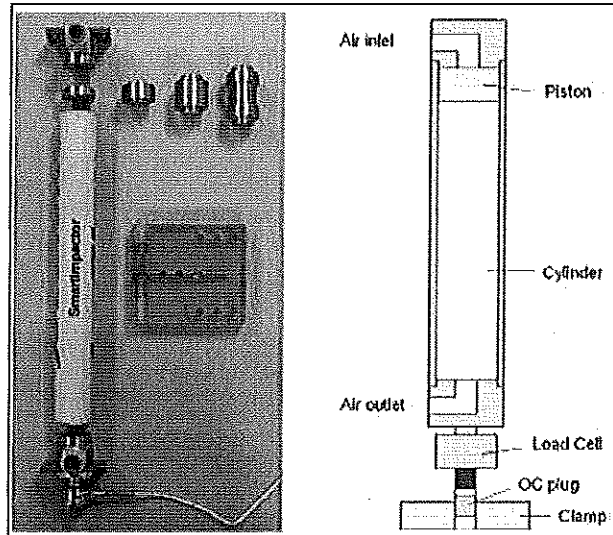 SmartImpactor
Air inlet
Piston
Cylinder
Air outlet
Load Cell
OC plug
Clamp